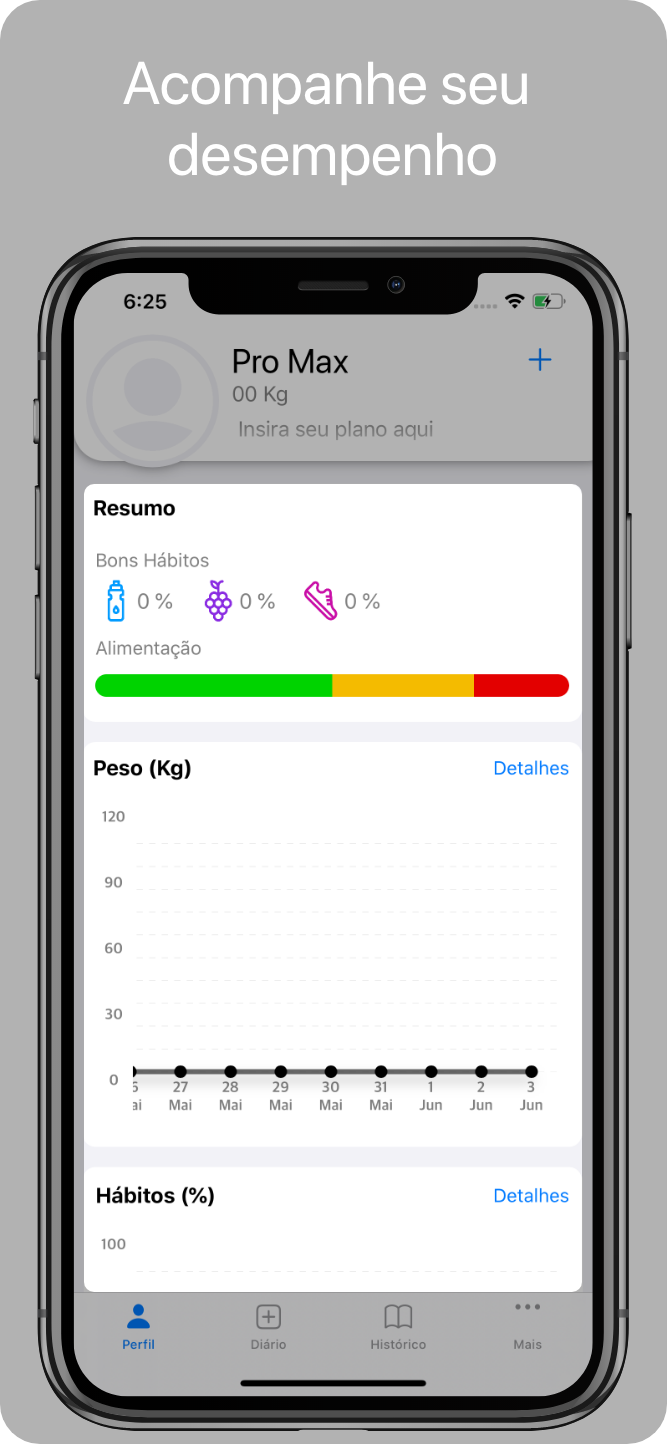 Acompanhe seu
desempenho
6:25
Pro Max
00 Kg
Insira seu plano aqui
Resumo
Bons Hábitos
0 % 0 % 0 %
Alimentação
Peso (Kg) Detalhes
120
90
60
30
0
6 27 28 29 30 31 1 2 3
ai Mai Mai Mai Mai Mai Jun Jun Jun
Hábitos (%) Detalhes
100
Perfil Diário Histórico Mais